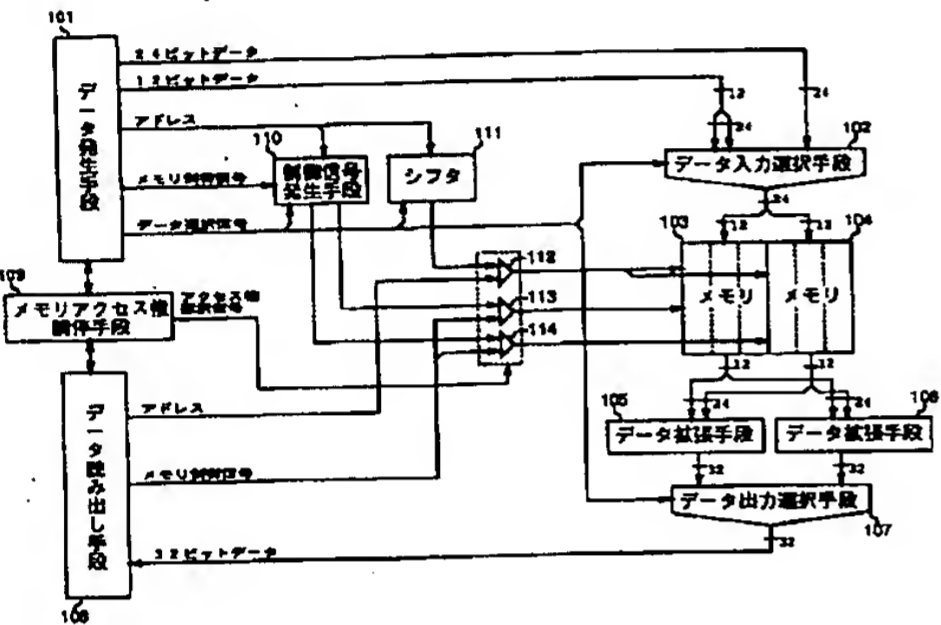 101
データ発生手段
24ビットデータ
12ビットデータ
アドレス
メモリ制御信号
データ選択信号
110
制御信号
発生手段
111
シフタ
12
24
24
102
データ入力選択手段
24
12
12
103
104
メモリ
メモリ
112
113
114
109
メモリアクセス権
調停手段
アクセス権
選択信号
12
12
24
24
105
データ拡張手段
106
データ拡張手段
32
32
データ出力選択手段
107
32
アドレス
メモリ制御信号
32ビットデータ
データ読み出し手段
108